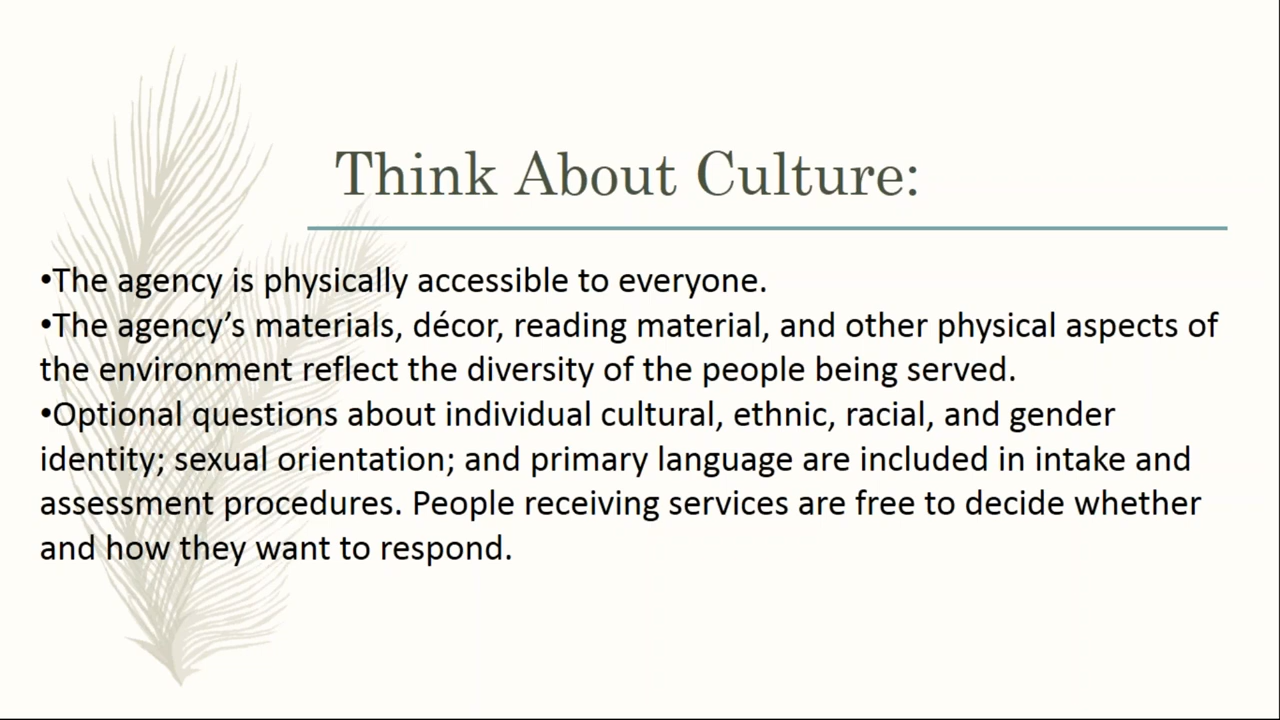 Think About Culture:
•The agency is physically accessible to everyone.
•The agency’s materials, décor, reading material, and other physical aspects of
the environment reflect the diversity of the people being served.
•Optional questions about individual cultural, ethnic, racial, and gender
identity; sexual orientation; and primary language are included in intake and
assessment procedures. People receiving services are free to decide whether
and how they want to respond.